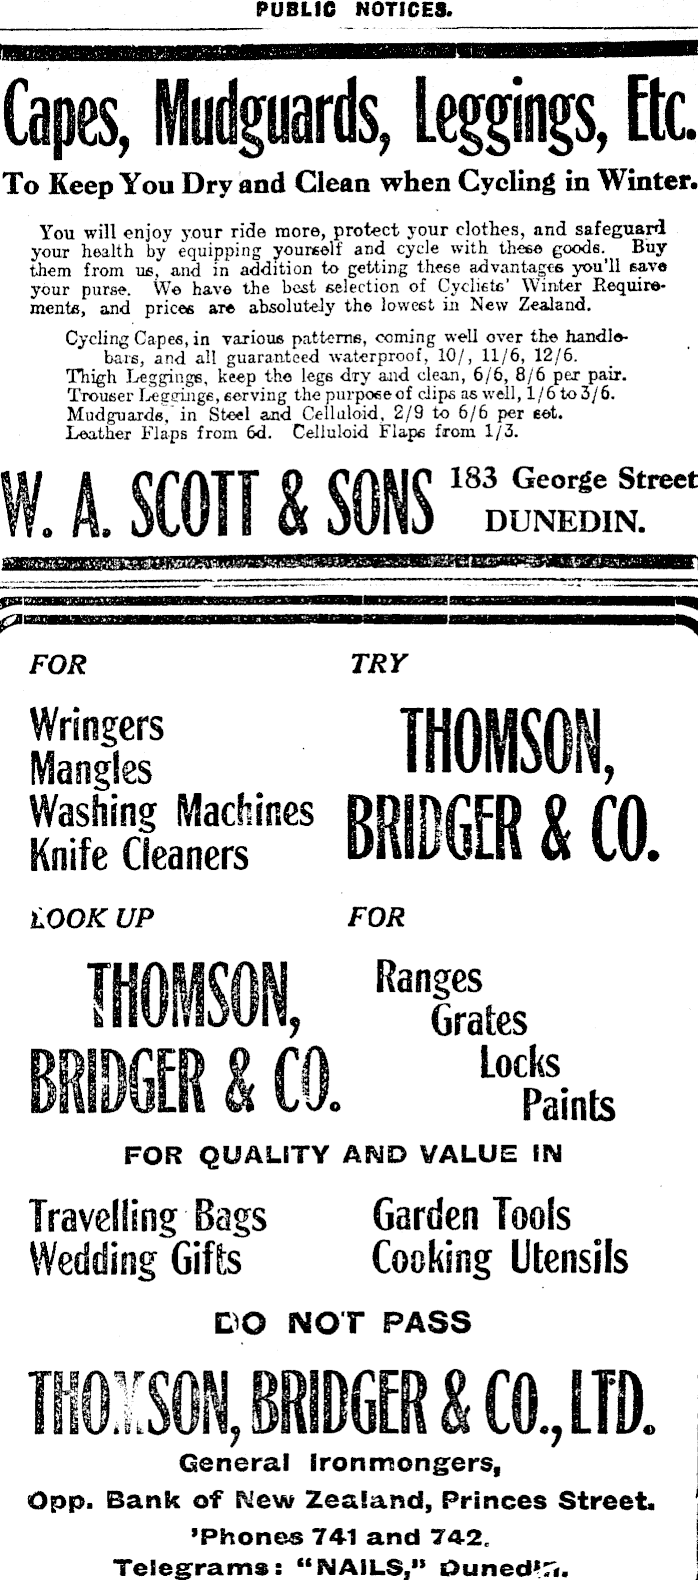 PUBLIC NOTICES.
Capes, Mudguards, Leggings, Etc.
To Keep You Dry and Clean when Cycling in Winter.
You will enjoy your ride more, protect your clothes, and safeguard
your health by equipping yourself and cycle with these goods. Buy
them from us, and in addition to getting these advantages you'll save
your purse. We have the best selection of Cyclists' Winter Require-
ments, and prices are absolutely the lowest in New Zealand.
Cycling Capes, in various patterns, coming well over the handle-
bars, and all guaranteed waterproof, 10/, 11/6, 12/6.
Thigh Leggings, keep the legs dry and clean, 6/6, 8/6 per pair.
Trouser Leggings, serving the purpose of clips as well, 1/6 to 3/6.
Mudguards, in Steel and Celluloid, 2/9 to 6/6 per set.
Leather Flaps from 6d. Celluloid Flaps from 1/3.
W. A. SCOTT & SONS 183 George Street
DUNEDIN.
FOR TRY
Wringers
Mangles
Washing Machines
Knife Cleaners
THOMSON,
BRIDGER & CO.
LOOK UP FOR
THOMSON,
BRIDGER & CO.
Ranges
Grates
Locks
Paints
FOR QUALITY AND VALUE IN
Travelling Bags Garden Tools
Wedding Gifts Cooking Utensils
DO NOT PASS
THOMSON, BRIDGER & CO., LTD.
General Ironmongers,
Opp. Bank of New Zealand, Princes Street.
'Phones 741 and 742.
Telegrams: "NAILS," Dunedin.